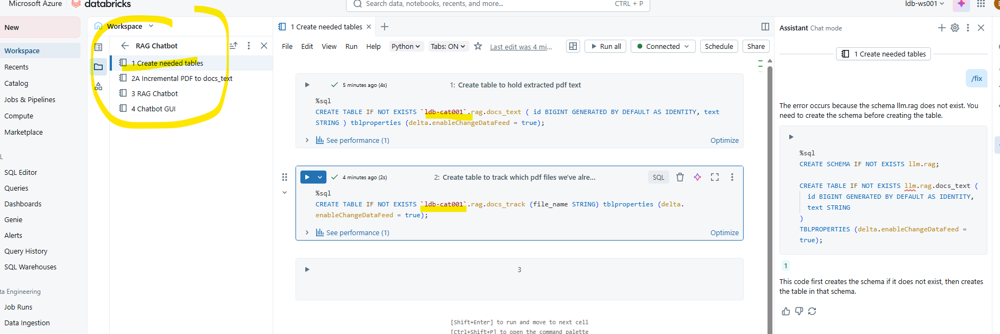 Microsoft Azure
databricks
Search data, notebooks, recents, and more...
CTRL + P
ldb-ws001
New
Workspace
Recents
Catalog
Jobs & Pipelines
Compute
Marketplace
SQL Editor
Queries
Dashboards
Genie
Alerts
Query History
SQL Warehouses
ta Engineering
Job Runs
Data Ingestion
Workspace
RAG Chatbot
1 Create needed tables
2A Incremental PDF to docs_text
3 RAG Chatbot
4 Chatbot GUI
1 Create needed tables
File Edit View Run Help Python Tabs: ON Last edit was 4 mi... Run all Connected Schedule Share
5 minutes ago (4s)
1: Create table to hold extracted pdf text
%sql
CREATE TABLE IF NOT EXISTS `ldb-cat001`.rag.docs_text ( id BIGINT GENERATED BY DEFAULT AS IDENTITY, text
STRING ) tblproperties (delta.enableChangeDataFeed = true);
See performance (1)
Optimize
4 minutes ago (2s)
2: Create table to track which pdf files we've alre...
SQL
%sql
CREATE TABLE IF NOT EXISTS `ldb-cat001`.rag.docs_track (file_name STRING) tblproperties (delta.
enableChangeDataFeed = true);
See performance (1)
Optimize
3
[Shift+Enter] to run and move to next cell
[Ctrl+Shift+P] to open the command palette
Assistant Chat mode
1 Create needed tables
/fix
The error occurs because the schema llm.rag does not exist. You
need to create the schema before creating the table.
%sql
CREATE SCHEMA IF NOT EXISTS llm.rag;
CREATE TABLE IF NOT EXISTS llm.rag.docs_text (
id BIGINT GENERATED BY DEFAULT AS IDENTITY,
text STRING
)
TBLPROPERTIES (delta.enableChangeDataFeed =
true);
1
This code first creates the schema if it does not exist, then creates
the table in that schema.